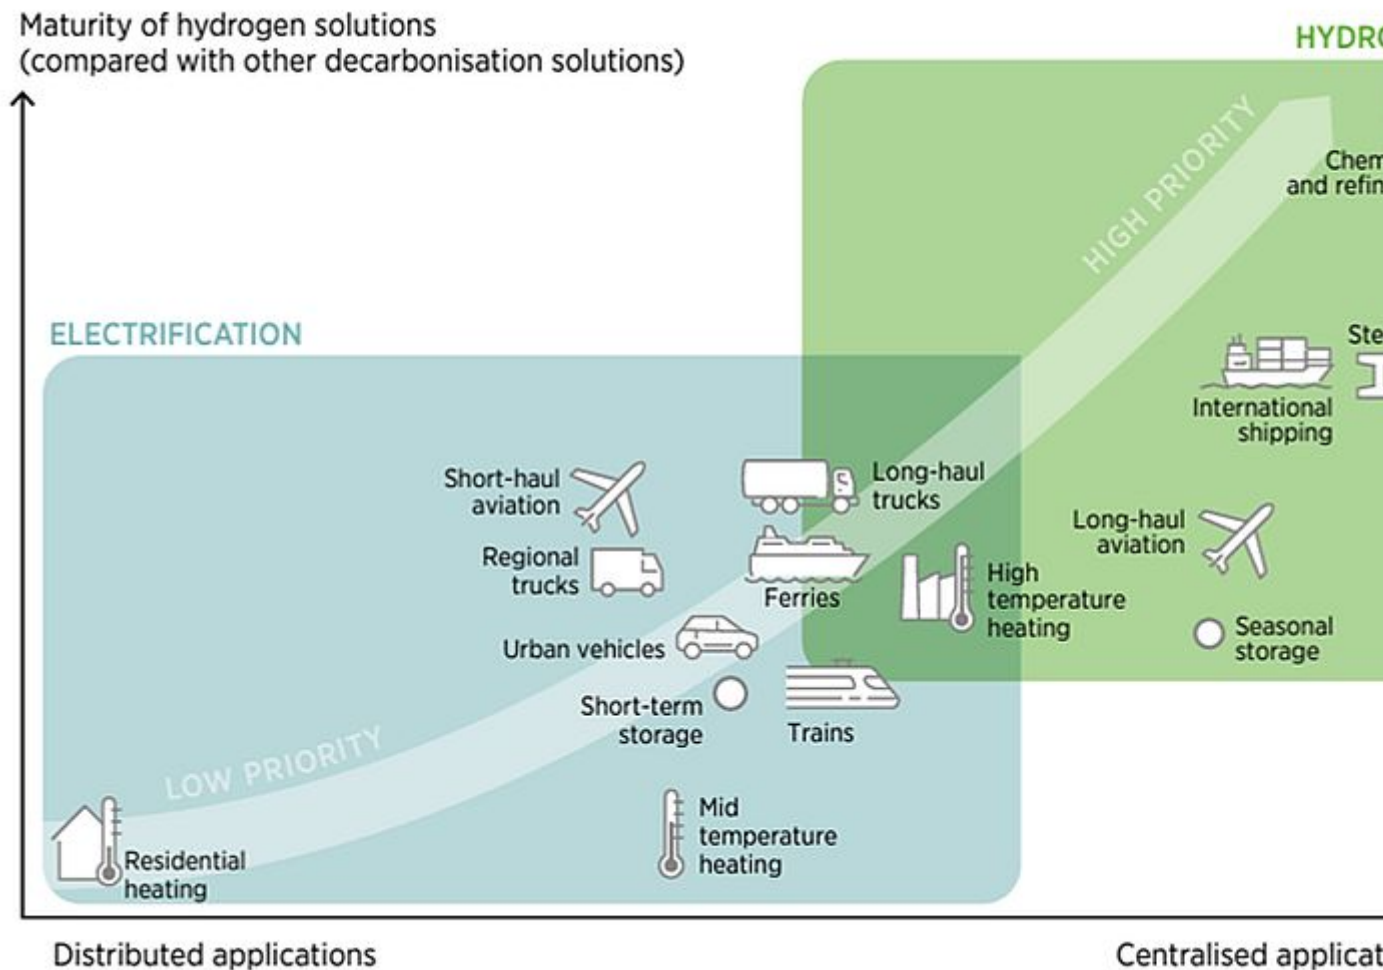 Maturity of hydrogen solutions
(compared with other decarbonisation solutions)
HYDRO
HIGH PRIORITY
Chem
and refin
ELECTRIFICATION
Ste
International
shipping
Short-haul
aviation
Long-haul
trucks
Long-haul
aviation
Regional
trucks
Ferries
High
temperature
heating
Urban vehicles
Seasonal
storage
Short-term
storage
Trains
LOW PRIORITY
Mid
temperature
heating
Residential
heating
Distributed applications
Centralised applicat